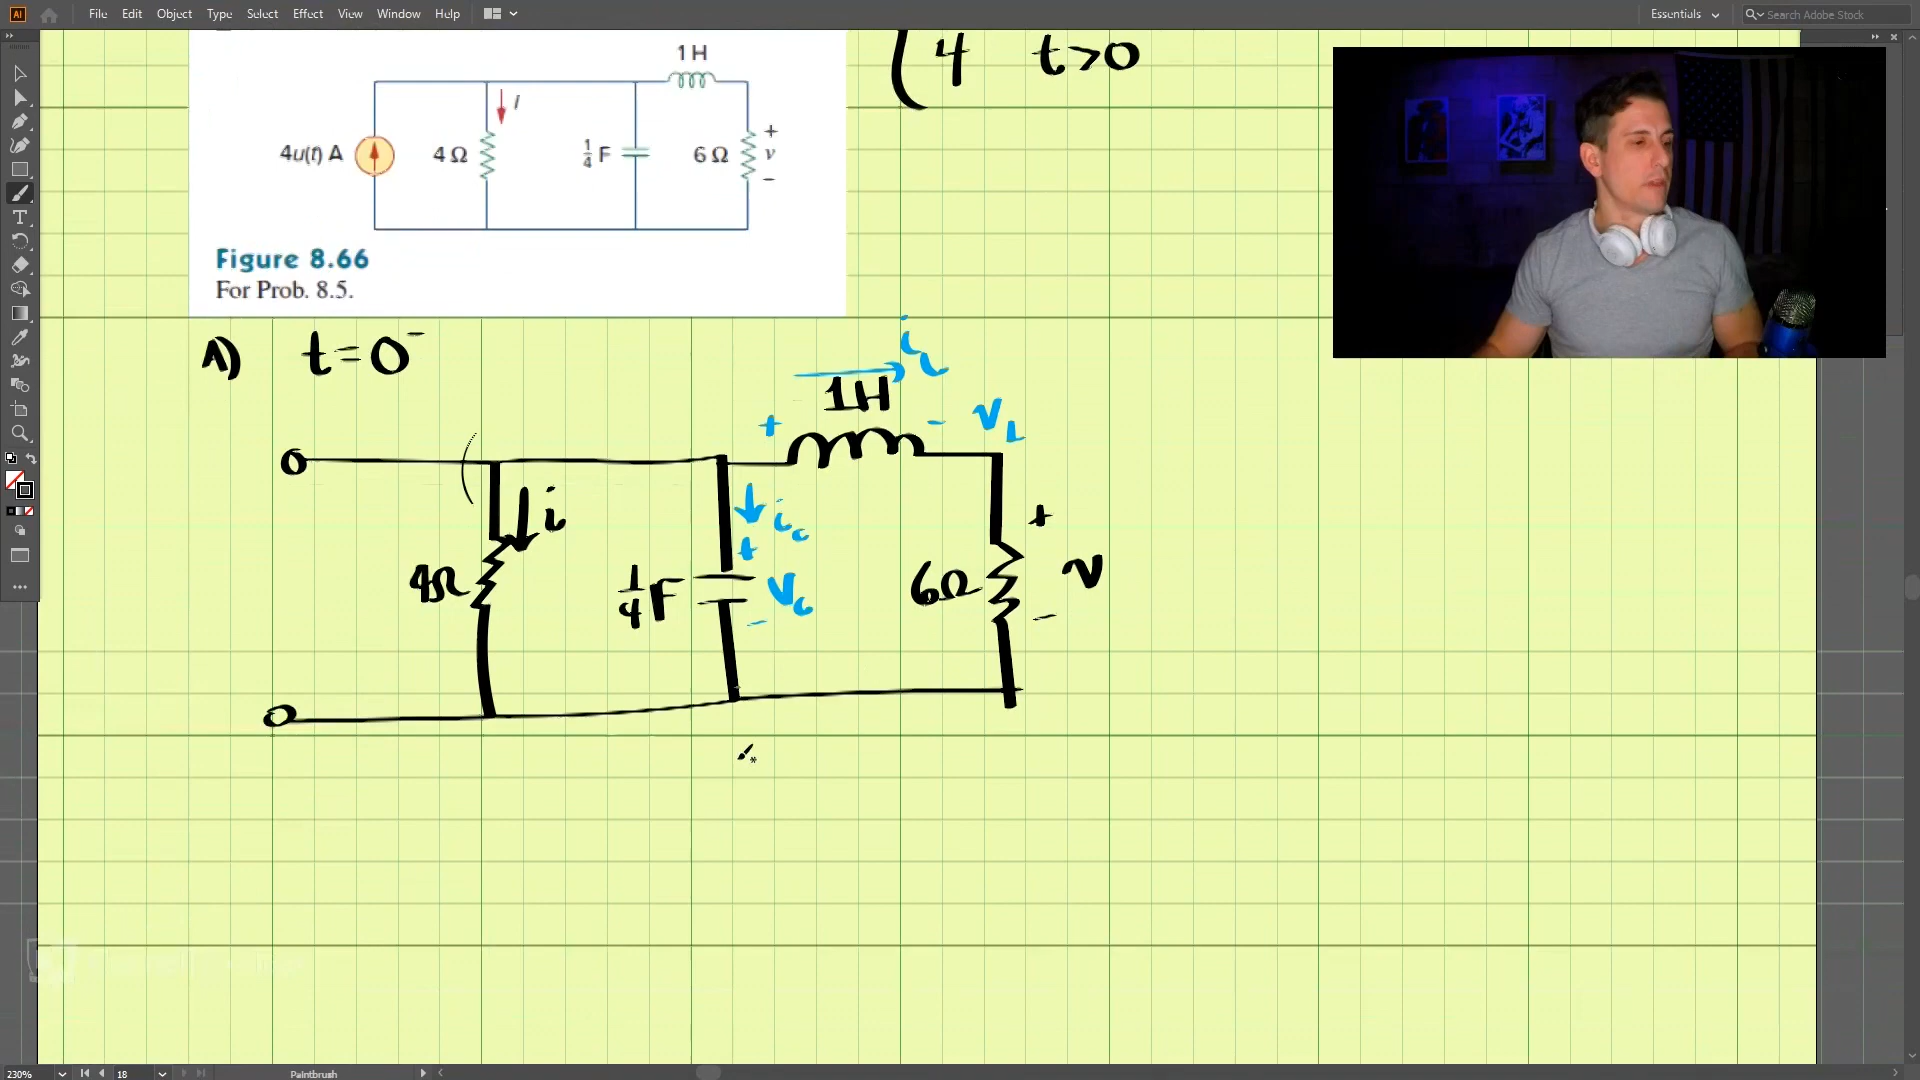 Ai File Edit Object Type Select Effect View Window Help Essentials Search Adobe Stock
( 4 t>0
1 H
i
4u(t) A 4 Ω 1/4 F 6 Ω + v −
Figure 8.66
For Prob. 8.5.
A) t=0⁻
i_L
1H
+ − v_L
i
i_c
+
4Ω 1/4 F V_c 6Ω + v −
−
230% 18 Paintbrush